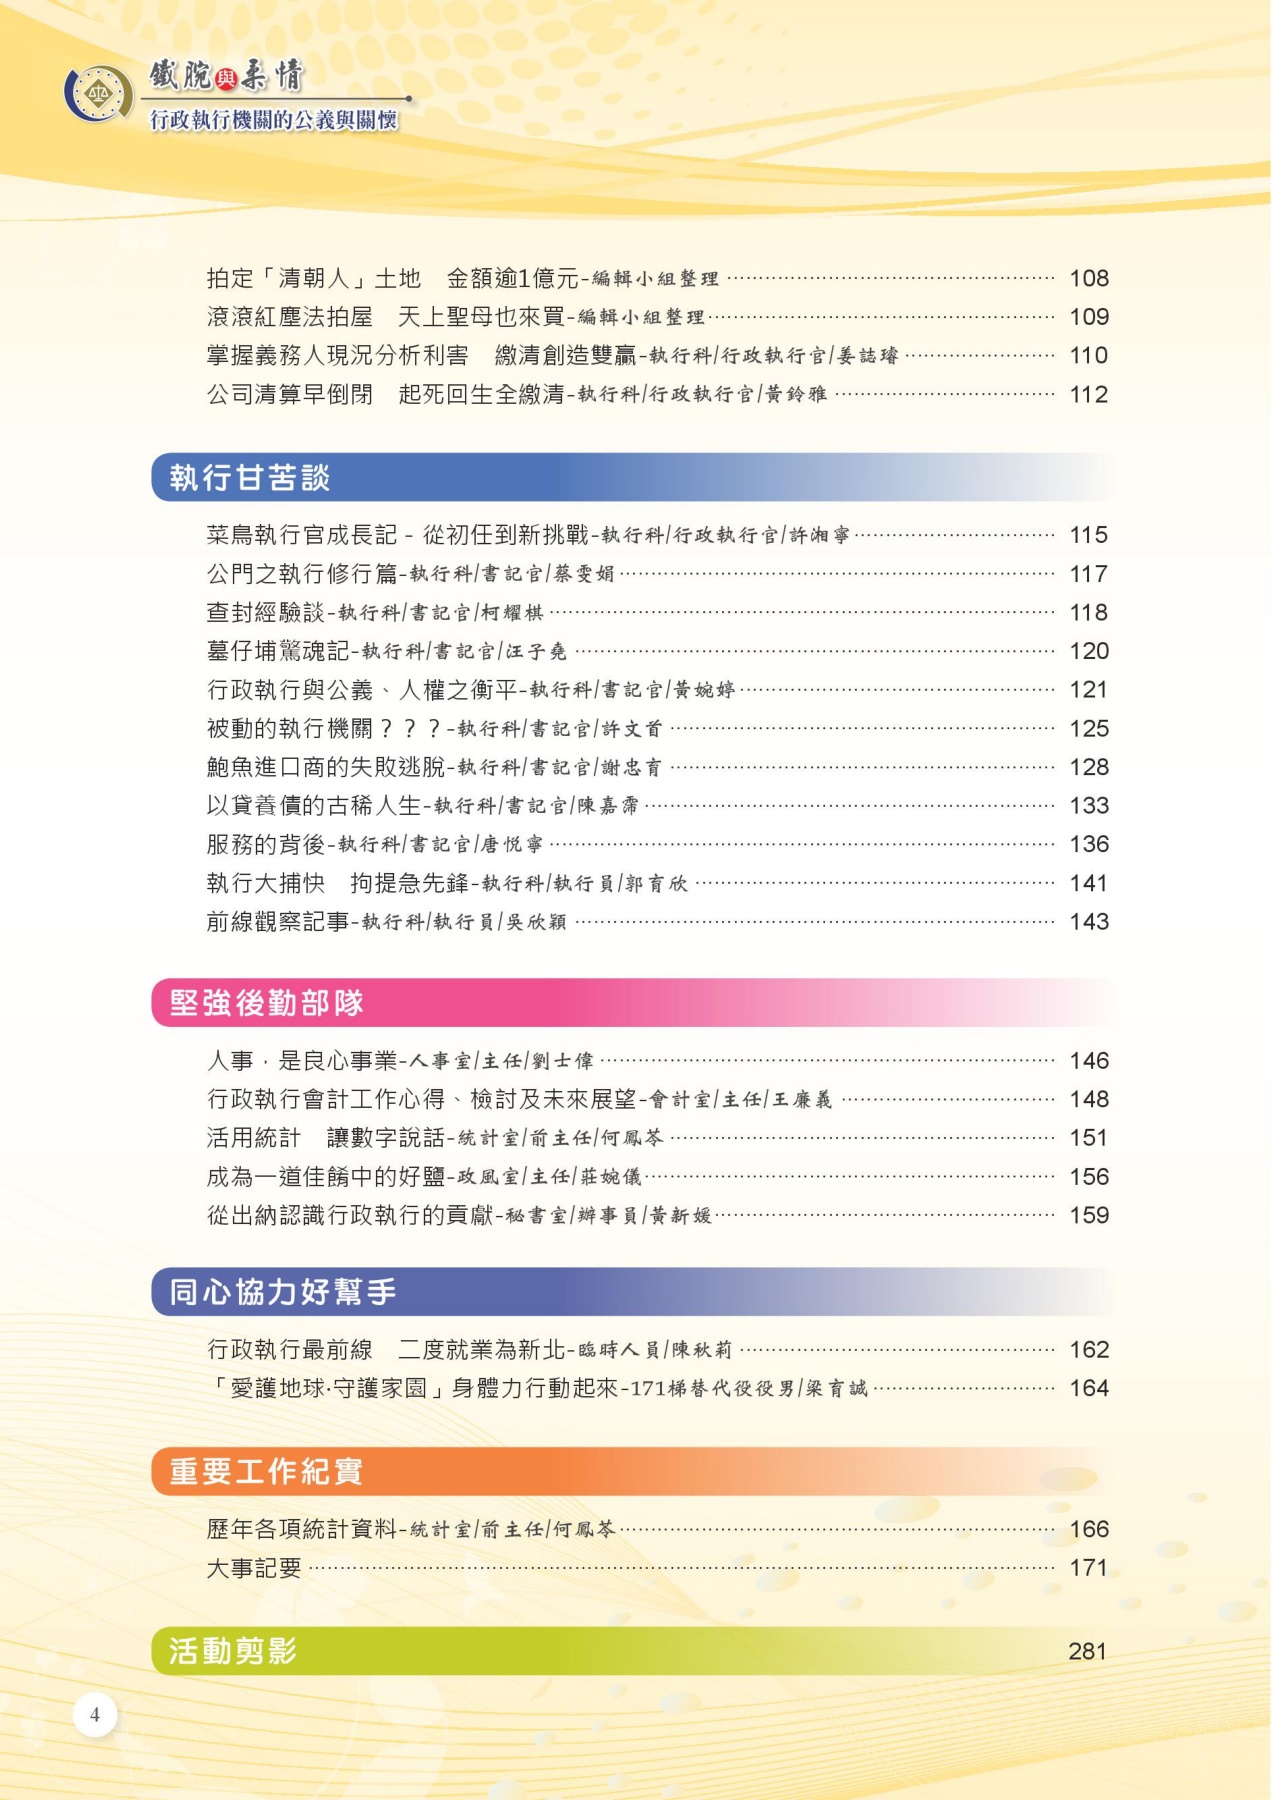 鐵腕與柔情
行政執行機關的公義與關懷
拍定「清朝人」土地　金額逾1億元-編輯小組整理 108
滾滾紅塵法拍屋　天上聖母也來買-編輯小組整理 109
掌握義務人現況分析利害　繳清創造雙贏-執行科/行政執行官/姜誌璿 110
公司清算早倒閉　起死回生全繳清-執行科/行政執行官/黃鈴雅 112
執行甘苦談
菜鳥執行官成長記 - 從初任到新挑戰-執行科/行政執行官/許湘寧 115
公門之執行修行篇-執行科/書記官/蔡雯娟 117
查封經驗談-執行科/書記官/柯耀棋 118
墓仔埔驚魂記-執行科/書記官/汪子堯 120
行政執行與公義、人權之衡平-執行科/書記官/黃婉婷 121
被動的執行機關？？？-執行科/書記官/許文首 125
鮑魚進口商的失敗逃脫-執行科/書記官/謝忠育 128
以貸養債的古稀人生-執行科/書記官/陳嘉霈 133
服務的背後-執行科/書記官/唐悅寧 136
執行大捕快　拘提急先鋒-執行科/執行員/郭育欣 141
前線觀察記事-執行科/執行員/吳欣穎 143
堅強後勤部隊
人事，是良心事業-人事室/主任/劉士偉 146
行政執行會計工作心得、檢討及未來展望-會計室/主任/王廉義 148
活用統計　讓數字說話-統計室/前主任/何鳳苓 151
成為一道佳餚中的好鹽-政風室/主任/莊婉儀 156
從出納認識行政執行的貢獻-秘書室/辦事員/黃新媛 159
同心協力好幫手
行政執行最前線　二度就業為新北-臨時人員/陳秋莉 162
「愛護地球‧守護家園」身體力行動起來-171梯替代役役男/梁育誠 164
重要工作紀實
歷年各項統計資料-統計室/前主任/何鳳苓 166
大事記要 171
活動剪影 281
4